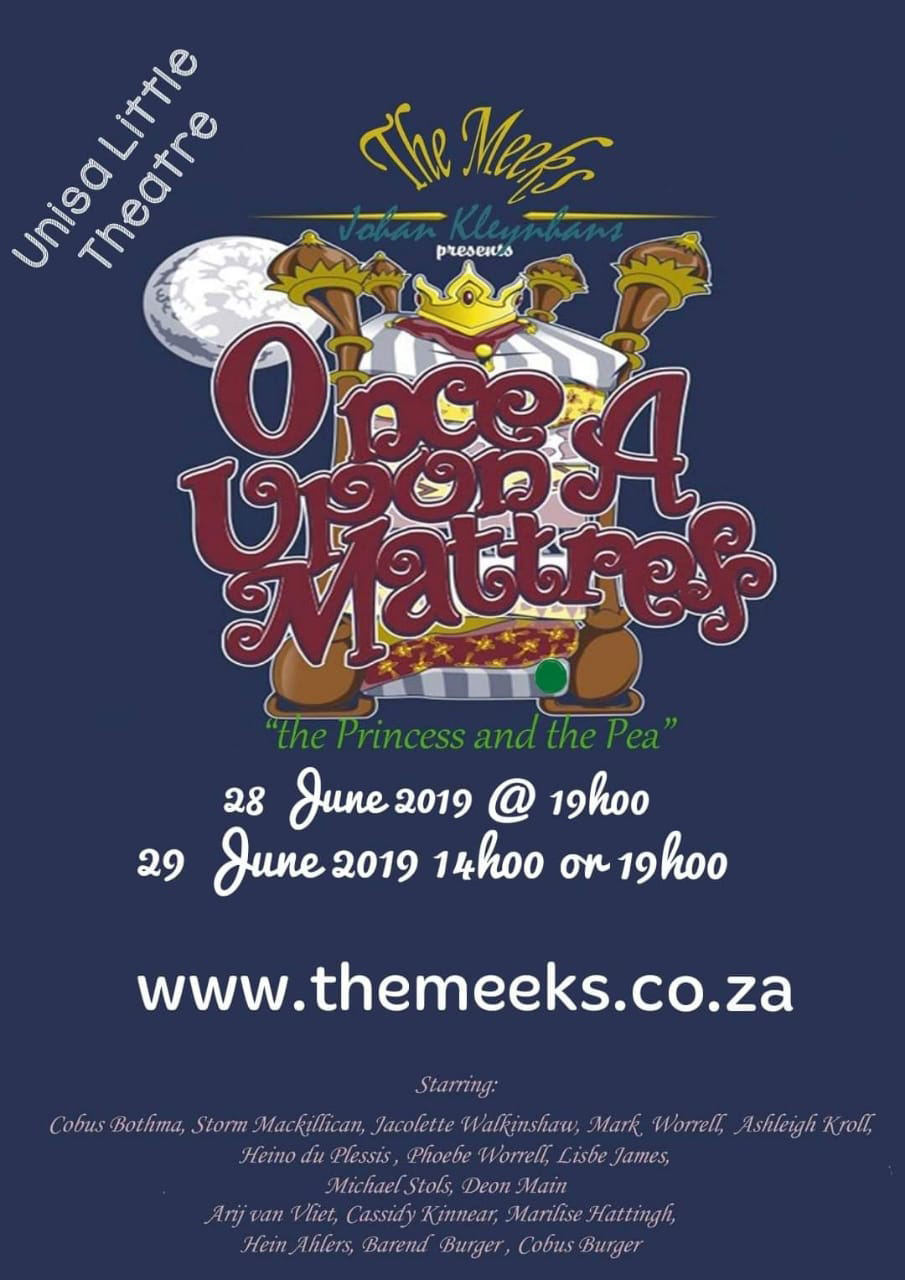 Unisa Little
Theatre
The Meeks
Johan Kleynhans
presents
Once
Upon A
Mattress
“the Princess and the Pea”
28 June 2019 @ 19h00
29 June 2019 14h00 or 19h00
www.themeeks.co.za
Starring:
Cobus Bothma, Storm Mackillican, Jacolette Walkinshaw, Mark Worrell, Ashleigh Kroll,
Heino du Plessis , Phoebe Worrell, Lisbe James,
Michael Stols, Deon Main
Arij van Vliet, Cassidy Kinnear, Marilise Hattingh,
Hein Ahlers, Barend Burger , Cobus Burger